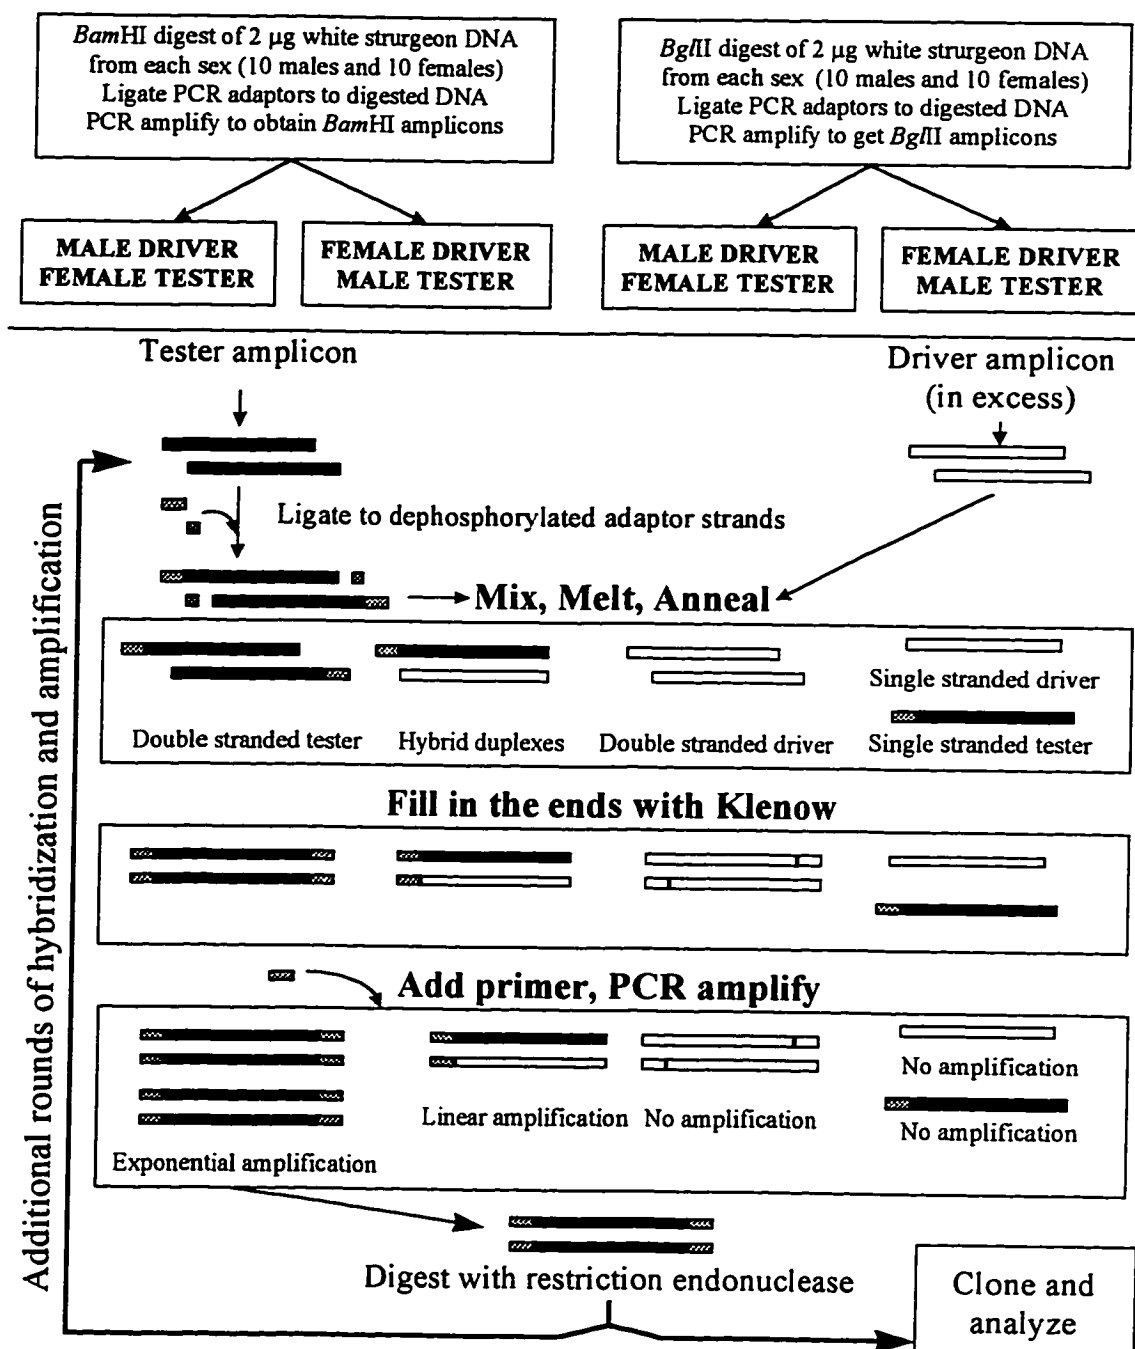 BamHI digest of 2 µg white strurgeon DNA
from each sex (10 males and 10 females)
Ligate PCR adaptors to digested DNA
PCR amplify to obtain BamHI amplicons
BglII digest of 2 µg white strurgeon DNA
from each sex (10 males and 10 females)
Ligate PCR adaptors to digested DNA
PCR amplify to get BglII amplicons
MALE DRIVER
FEMALE TESTER
FEMALE DRIVER
MALE TESTER
MALE DRIVER
FEMALE TESTER
FEMALE DRIVER
MALE TESTER
Tester amplicon
Driver amplicon
(in excess)
Ligate to dephosphorylated adaptor strands
Mix, Melt, Anneal
Double stranded tester
Hybrid duplexes
Double stranded driver
Single stranded driver
Single stranded tester
Fill in the ends with Klenow
Add primer, PCR amplify
Exponential amplification
Linear amplification
No amplification
No amplification
No amplification
Digest with restriction endonuclease
Clone and
analyze
Additional rounds of hybridization and amplification